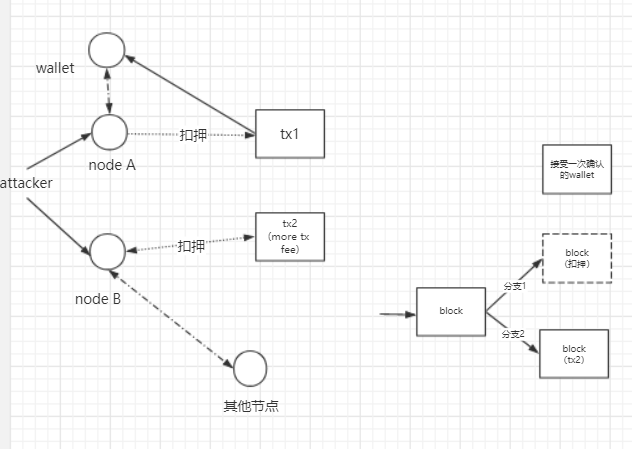 wallet
扣押
tx1
node A
attacker
接受一次确认
的wallet
tx2
(more tx
fee)
扣押
node B
block
(扣押)
分支1
block
分支2
block
(tx2)
其他节点